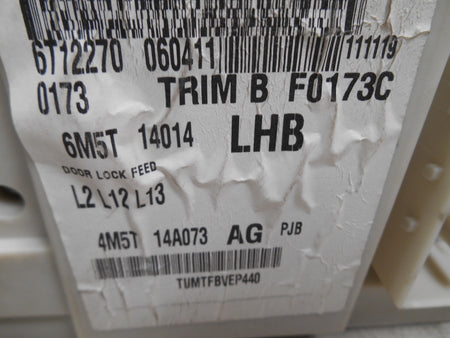 6T12270 060411 111119
0173 TRIM B F0173C
6M5T 14014 LHB
DOOR LOCK FEED
L2 L12 L13
4M5T 14A073 AG PJB
TUMTFBVEP440